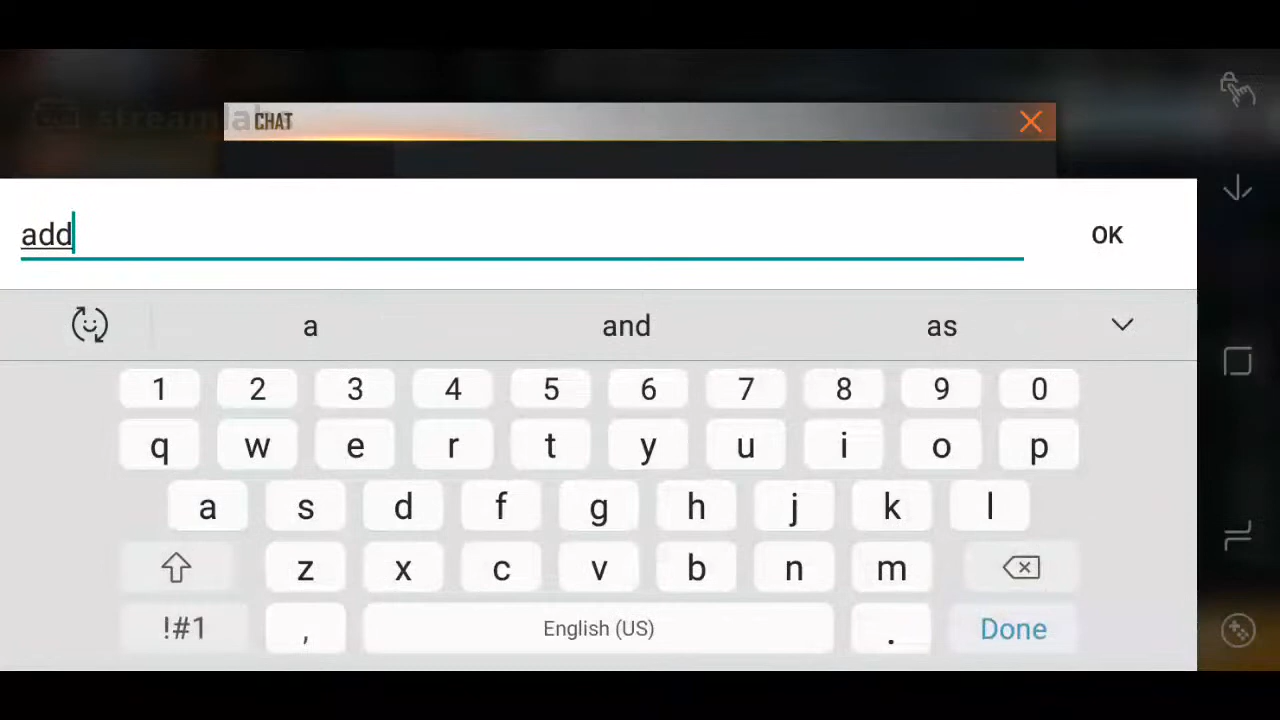 streamlabs
CHAT
add
OK
a and as
1 2 3 4 5 6 7 8 9 0
q w e r t y u i o p
a s d f g h j k l
z x c v b n m
!#1 , English (US) . Done